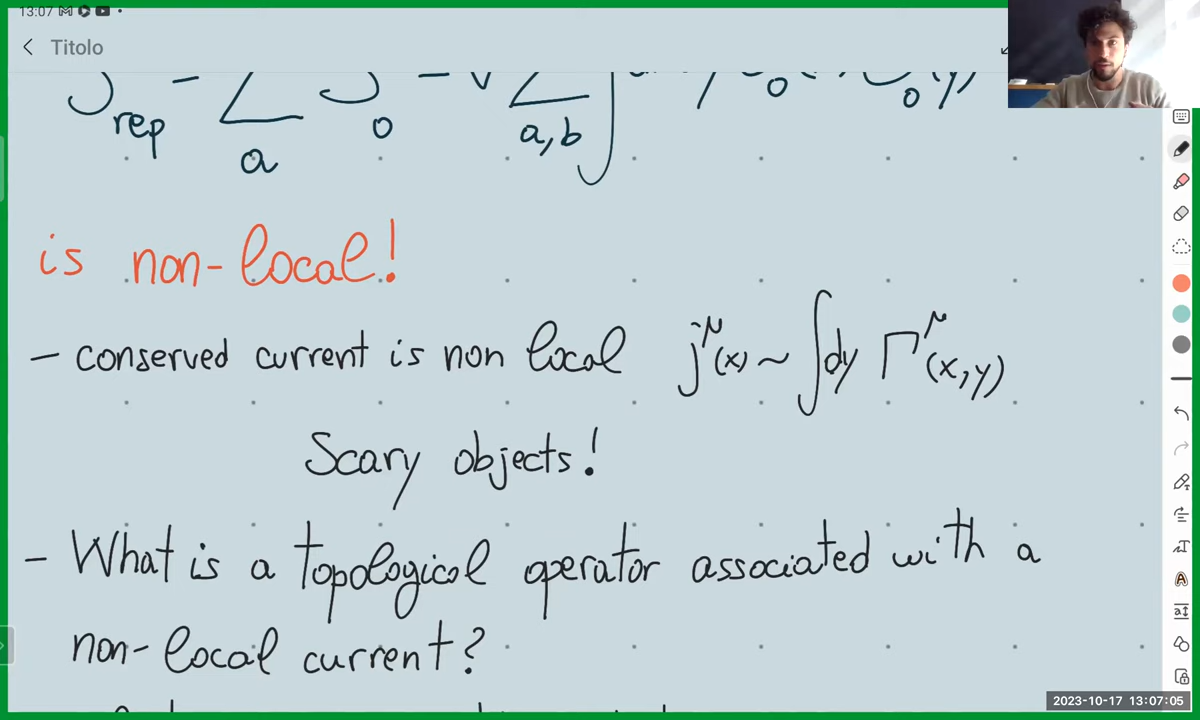 13:07
Titolo
rep a 0 a,b 0 0 (y)
is non-local!
- conserved current is non local j^μ(x) ~ ∫dy Γ^μ(x,y)
Scary objects!
- What is a topological operator associated with a
non-local current?
2023-10-17 13:07:05